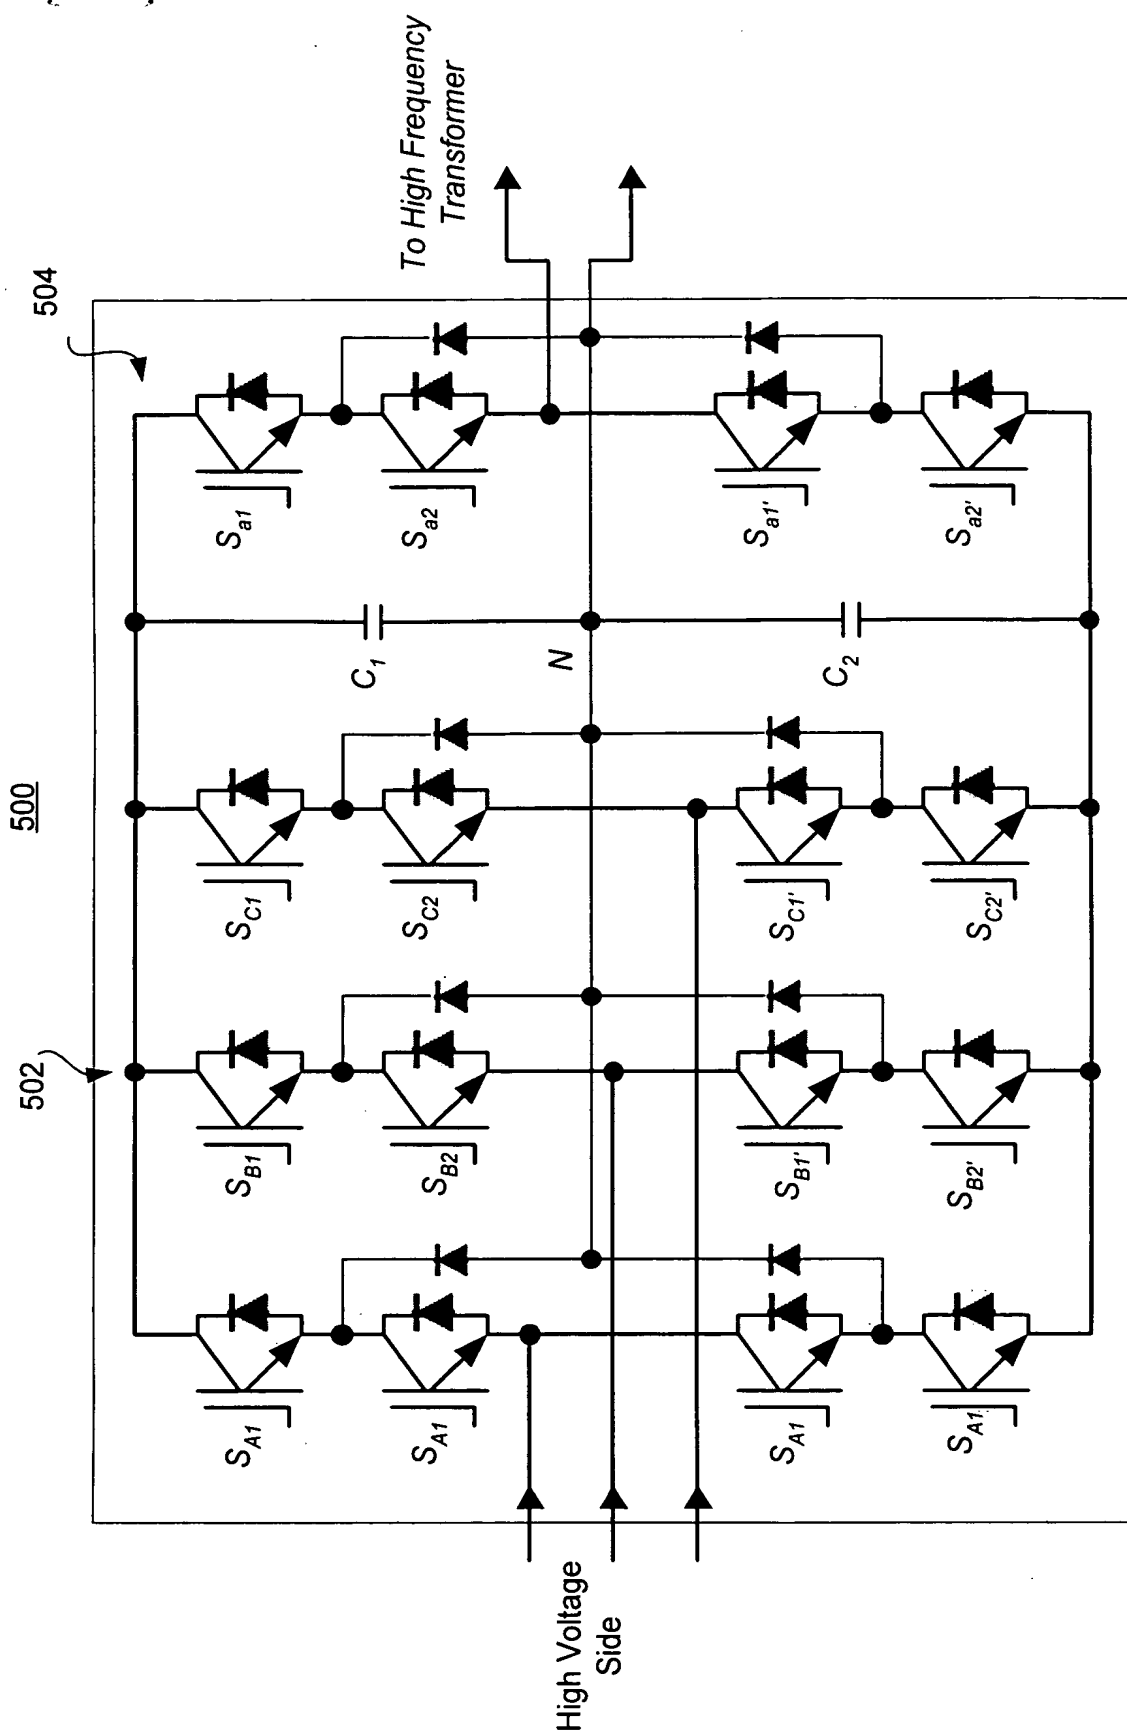 500
502
504
S_A1
S_B1
S_C1
S_a1
S_A1
S_B2
S_C2
C_1
S_a2
To High Frequency
Transformer
High Voltage
Side
N
S_A1
S_B1'
S_C1'
C_2
S_a1'
S_A1
S_B2'
S_C2'
S_a2'